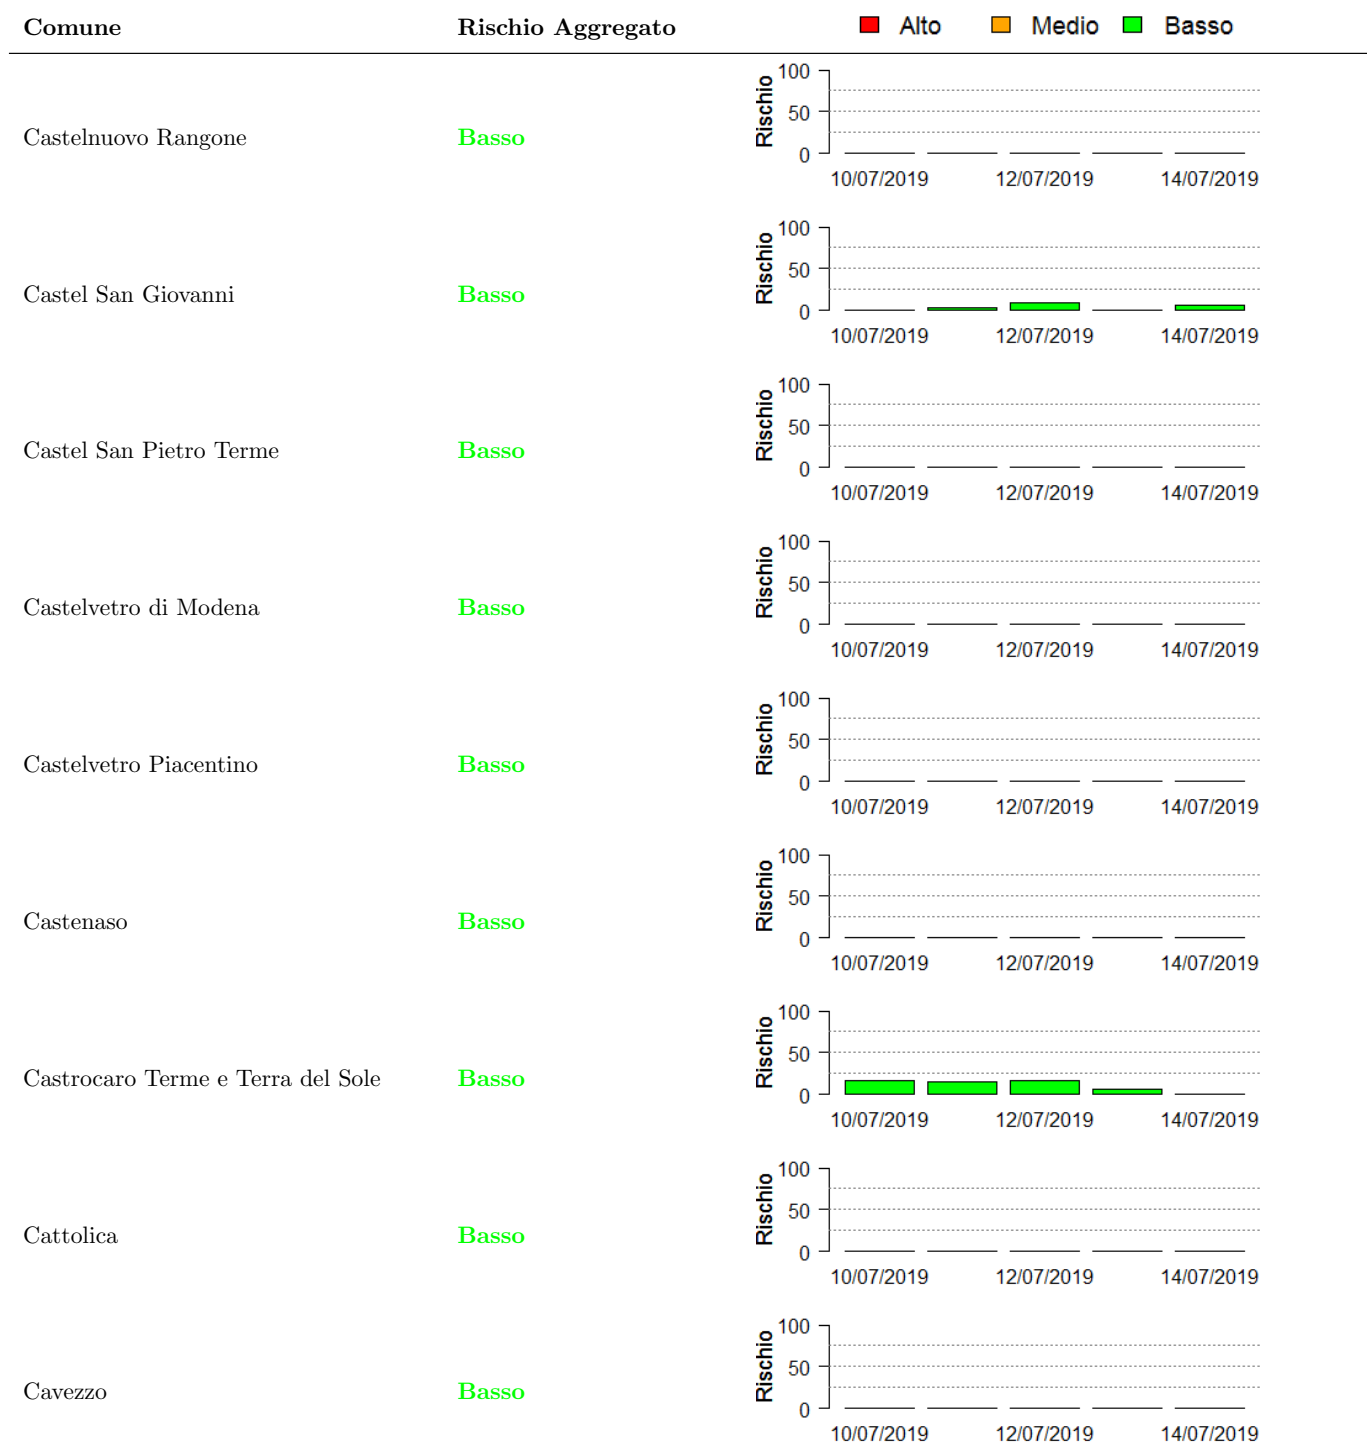 Comune Rischio Aggregato Alto Medio Basso
100
50
0
Rischio
Castelnuovo Rangone Basso
10/07/2019 12/07/2019 14/07/2019
100
50
0
Rischio
Castel San Giovanni Basso
10/07/2019 12/07/2019 14/07/2019
100
50
0
Rischio
Castel San Pietro Terme Basso
10/07/2019 12/07/2019 14/07/2019
100
50
0
Rischio
Castelvetro di Modena Basso
10/07/2019 12/07/2019 14/07/2019
100
50
0
Rischio
Castelvetro Piacentino Basso
10/07/2019 12/07/2019 14/07/2019
100
50
0
Rischio
Castenaso Basso
10/07/2019 12/07/2019 14/07/2019
100
50
0
Rischio
Castrocaro Terme e Terra del Sole Basso
10/07/2019 12/07/2019 14/07/2019
100
50
0
Rischio
Cattolica Basso
10/07/2019 12/07/2019 14/07/2019
100
50
0
Rischio
Cavezzo Basso
10/07/2019 12/07/2019 14/07/2019